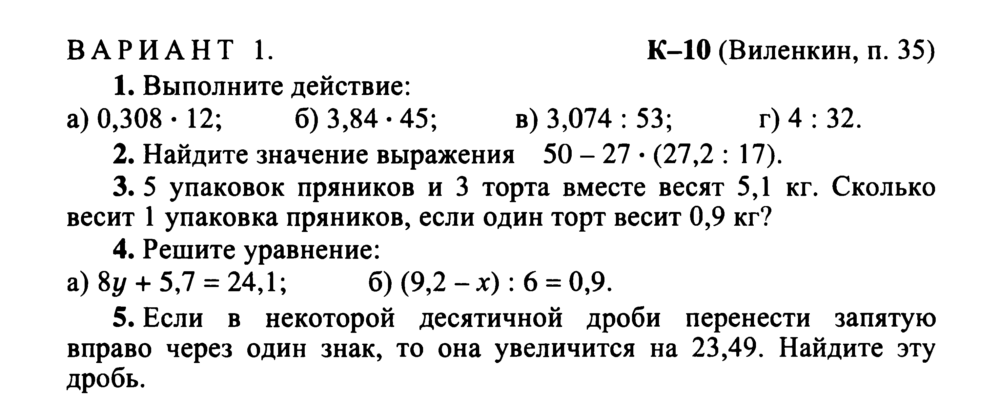 ВАРИАНТ 1. К–10 (Виленкин, п. 35)
1. Выполните действие:
а) 0,308 · 12; б) 3,84 · 45; в) 3,074 : 53; г) 4 : 32.
2. Найдите значение выражения 50 – 27 · (27,2 : 17).
3. 5 упаковок пряников и 3 торта вместе весят 5,1 кг. Сколько
весит 1 упаковка пряников, если один торт весит 0,9 кг?
4. Решите уравнение:
а) 8y + 5,7 = 24,1; б) (9,2 – x) : 6 = 0,9.
5. Если в некоторой десятичной дроби перенести запятую
вправо через один знак, то она увеличится на 23,49. Найдите эту
дробь.